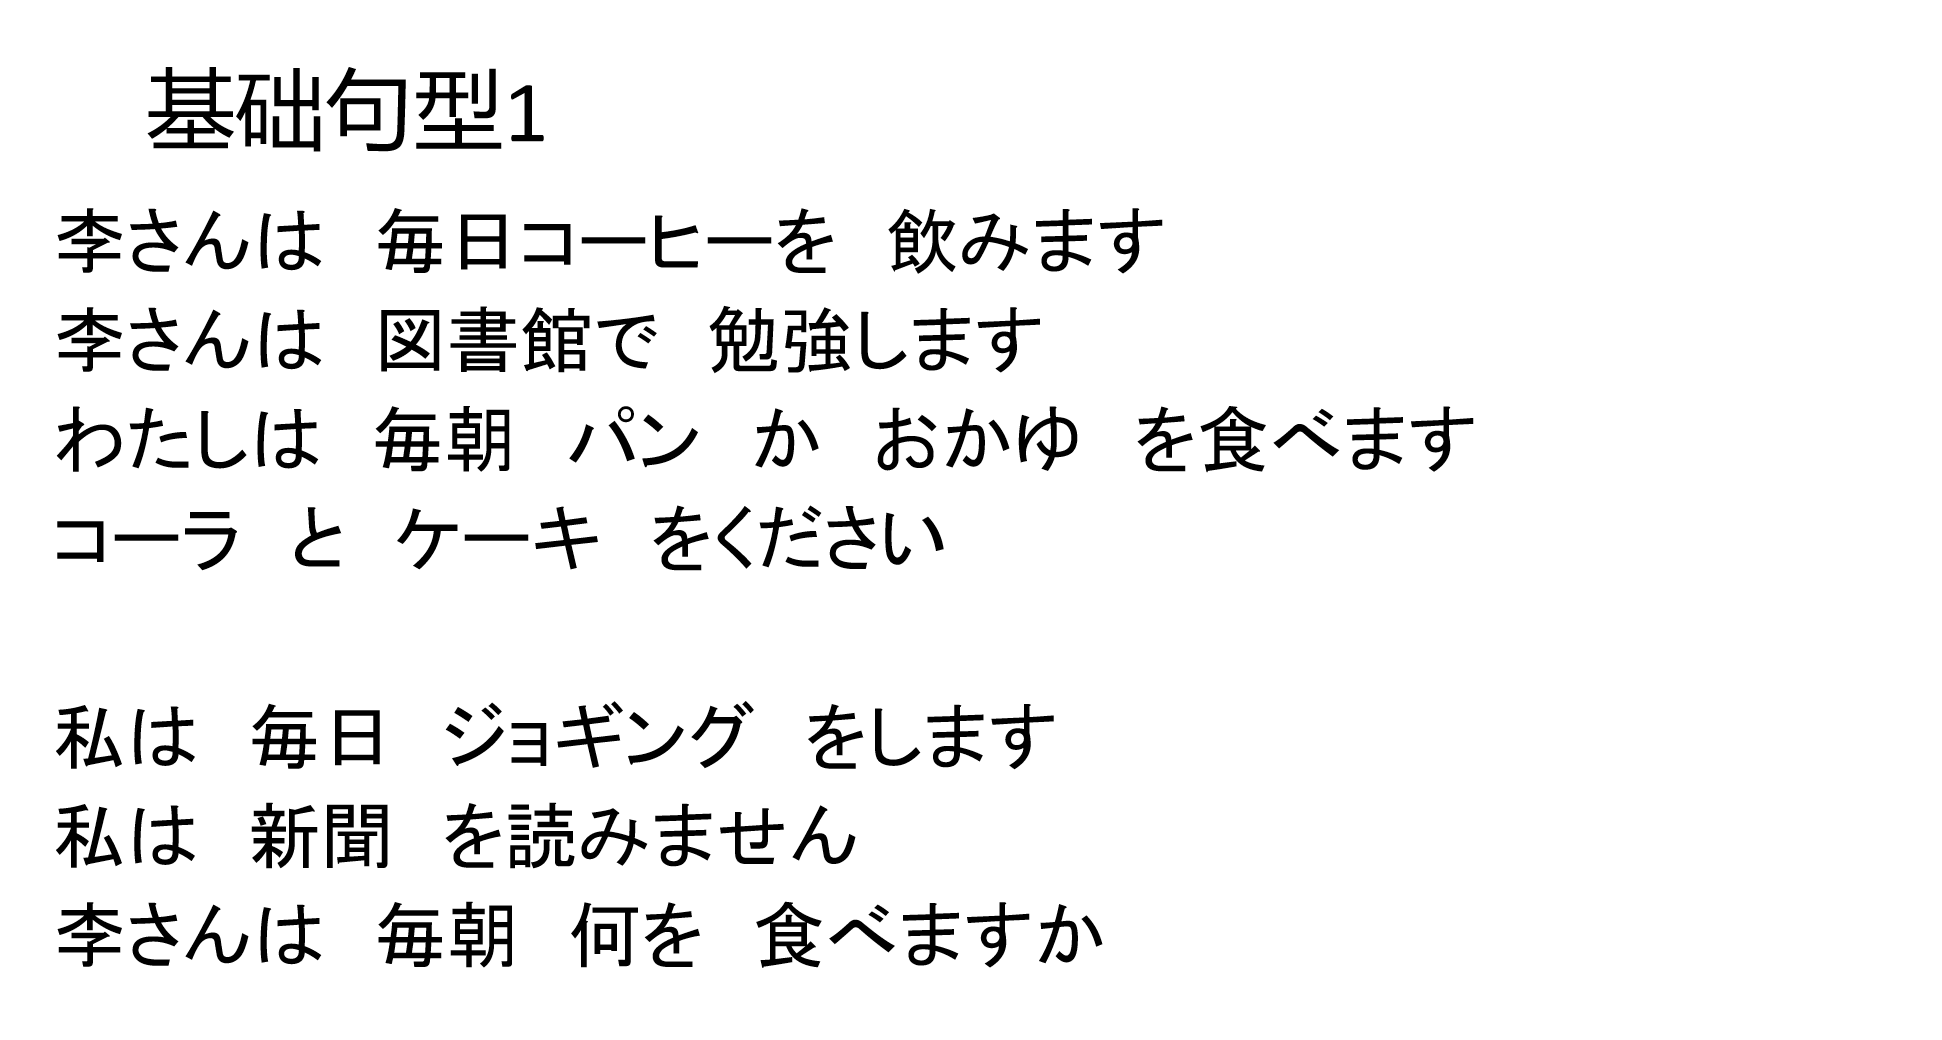 基础句型1
李さんは　毎日コーヒーを　飲みます
李さんは　図書館で　勉強します
わたしは　毎朝　パン　か　おかゆ　を食べます
コーラ　と　ケーキ　をください
私は　毎日　ジョギング　をします
私は　新聞　を読みません
李さんは　毎朝　何を　食べますか